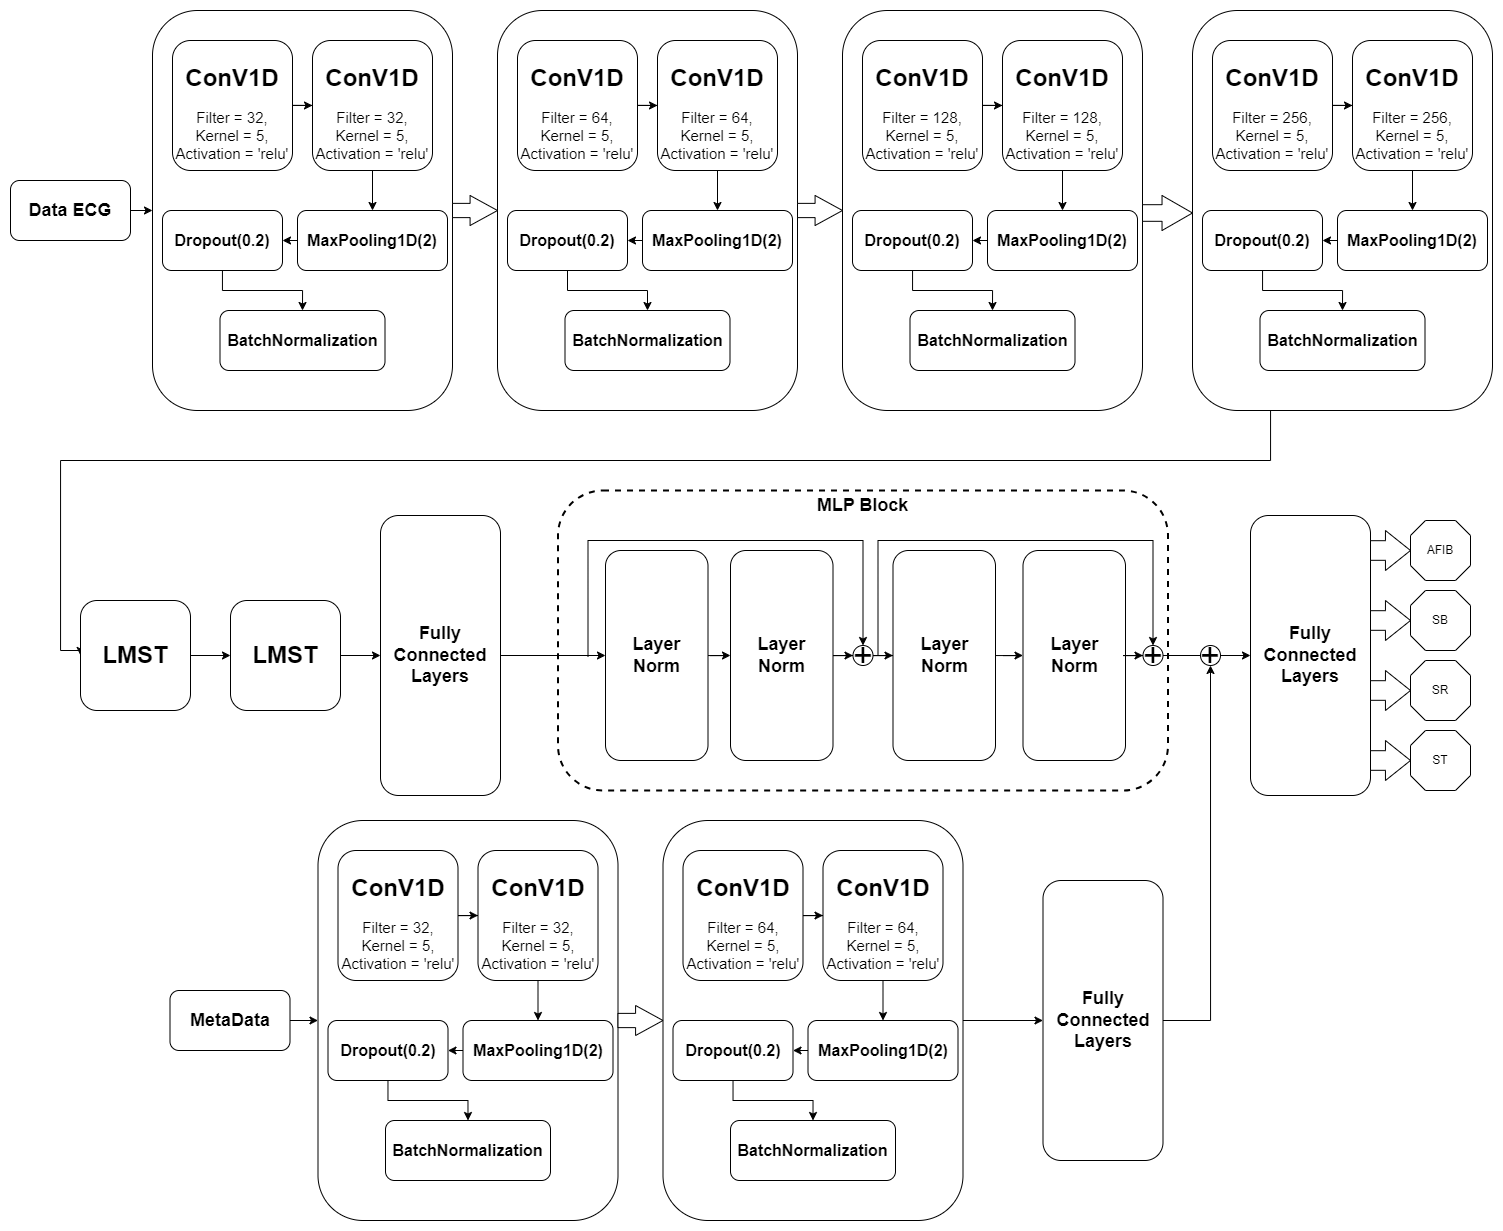 ConV1D
Filter = 32,
Kernel = 5,
Activation = 'relu'
ConV1D
Filter = 32,
Kernel = 5,
Activation = 'relu'
ConV1D
Filter = 64,
Kernel = 5,
Activation = 'relu'
ConV1D
Filter = 64,
Kernel = 5,
Activation = 'relu'
ConV1D
Filter = 128,
Kernel = 5,
Activation = 'relu'
ConV1D
Filter = 128,
Kernel = 5,
Activation = 'relu'
ConV1D
Filter = 256,
Kernel = 5,
Activation = 'relu'
ConV1D
Filter = 256,
Kernel = 5,
Activation = 'relu'
Data ECG
Dropout(0.2)
MaxPooling1D(2)
Dropout(0.2)
MaxPooling1D(2)
Dropout(0.2)
MaxPooling1D(2)
Dropout(0.2)
MaxPooling1D(2)
BatchNormalization
BatchNormalization
BatchNormalization
BatchNormalization
MLP Block
LMST
LMST
Fully
Connected
Layers
Layer
Norm
Layer
Norm
Layer
Norm
Layer
Norm
Fully
Connected
Layers
AFIB
SB
SR
ST
ConV1D
Filter = 32,
Kernel = 5,
Activation = 'relu'
ConV1D
Filter = 32,
Kernel = 5,
Activation = 'relu'
ConV1D
Filter = 64,
Kernel = 5,
Activation = 'relu'
ConV1D
Filter = 64,
Kernel = 5,
Activation = 'relu'
MetaData
Dropout(0.2)
MaxPooling1D(2)
Dropout(0.2)
MaxPooling1D(2)
Fully
Connected
Layers
BatchNormalization
BatchNormalization